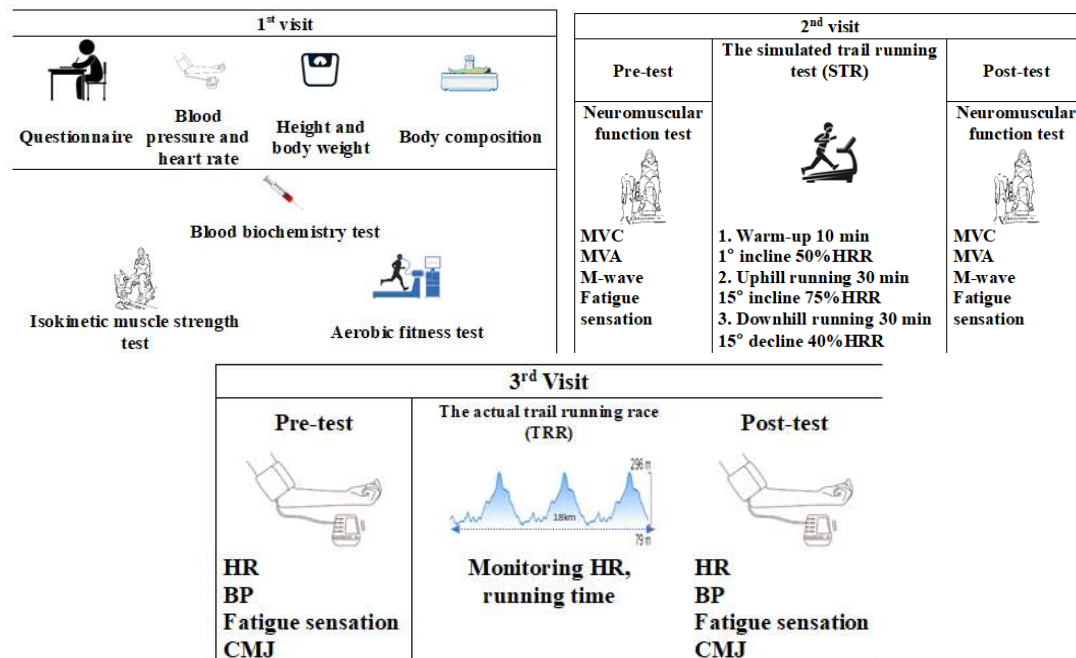 1st visit
Questionnaire
Blood
pressure and
heart rate
Height and
body weight
Body composition
Blood biochemistry test
Isokinetic muscle strength
test
Aerobic fitness test
2nd visit
Pre-test
The simulated trail running
test (STR)
Post-test
Neuromuscular
function test
MVC
MVA
M-wave
Fatigue
sensation
1. Warm-up 10 min
1° incline 50%HRR
2. Uphill running 30 min
15° incline 75%HRR
3. Downhill running 30 min
15° decline 40%HRR
Neuromuscular
function test
MVC
MVA
M-wave
Fatigue
sensation
3rd Visit
Pre-test
HR
BP
Fatigue sensation
CMJ
The actual trail running race
(TRR)
296 m
18km
79 m
Monitoring HR,
running time
Post-test
HR
BP
Fatigue sensation
CMJ